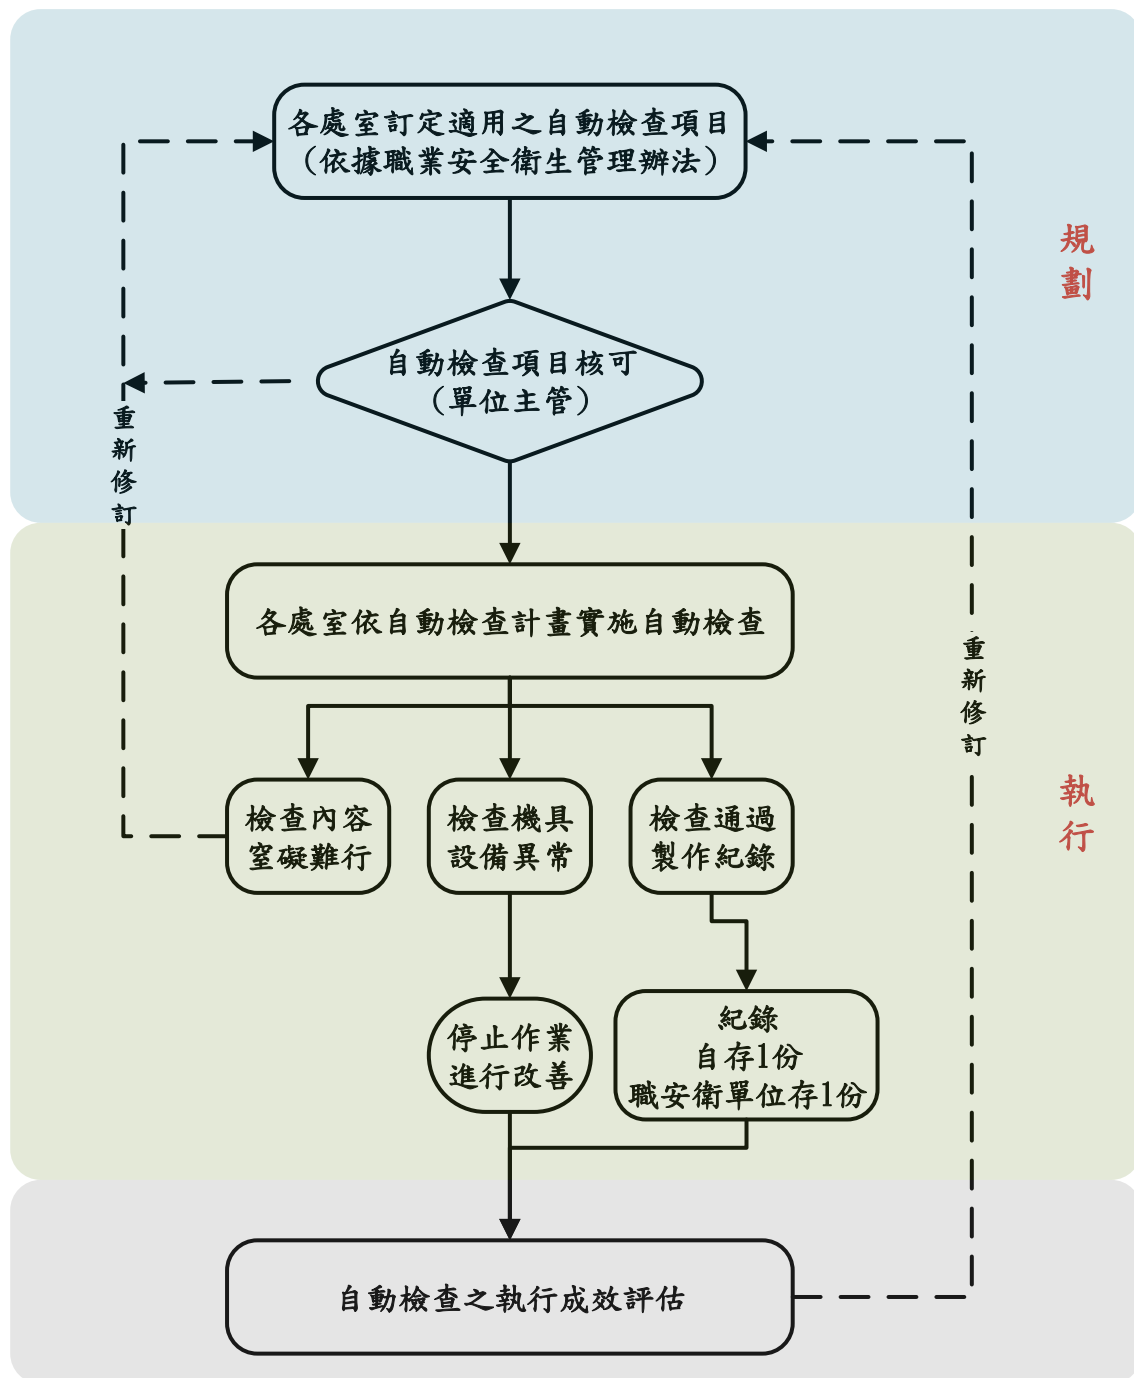 各處室訂定適用之自動檢查項目
（依據職業安全衛生管理辦法）
規
劃
自動檢查項目核可
（單位主管）
重
新
修
訂
各處室依自動檢查計畫實施自動檢查
重
新
修
訂
執
行
檢查內容
窒礙難行
檢查機具
設備異常
檢查通過
製作紀錄
停止作業
進行改善
紀錄
自存1份
職安衛單位存1份
自動檢查之執行成效評估